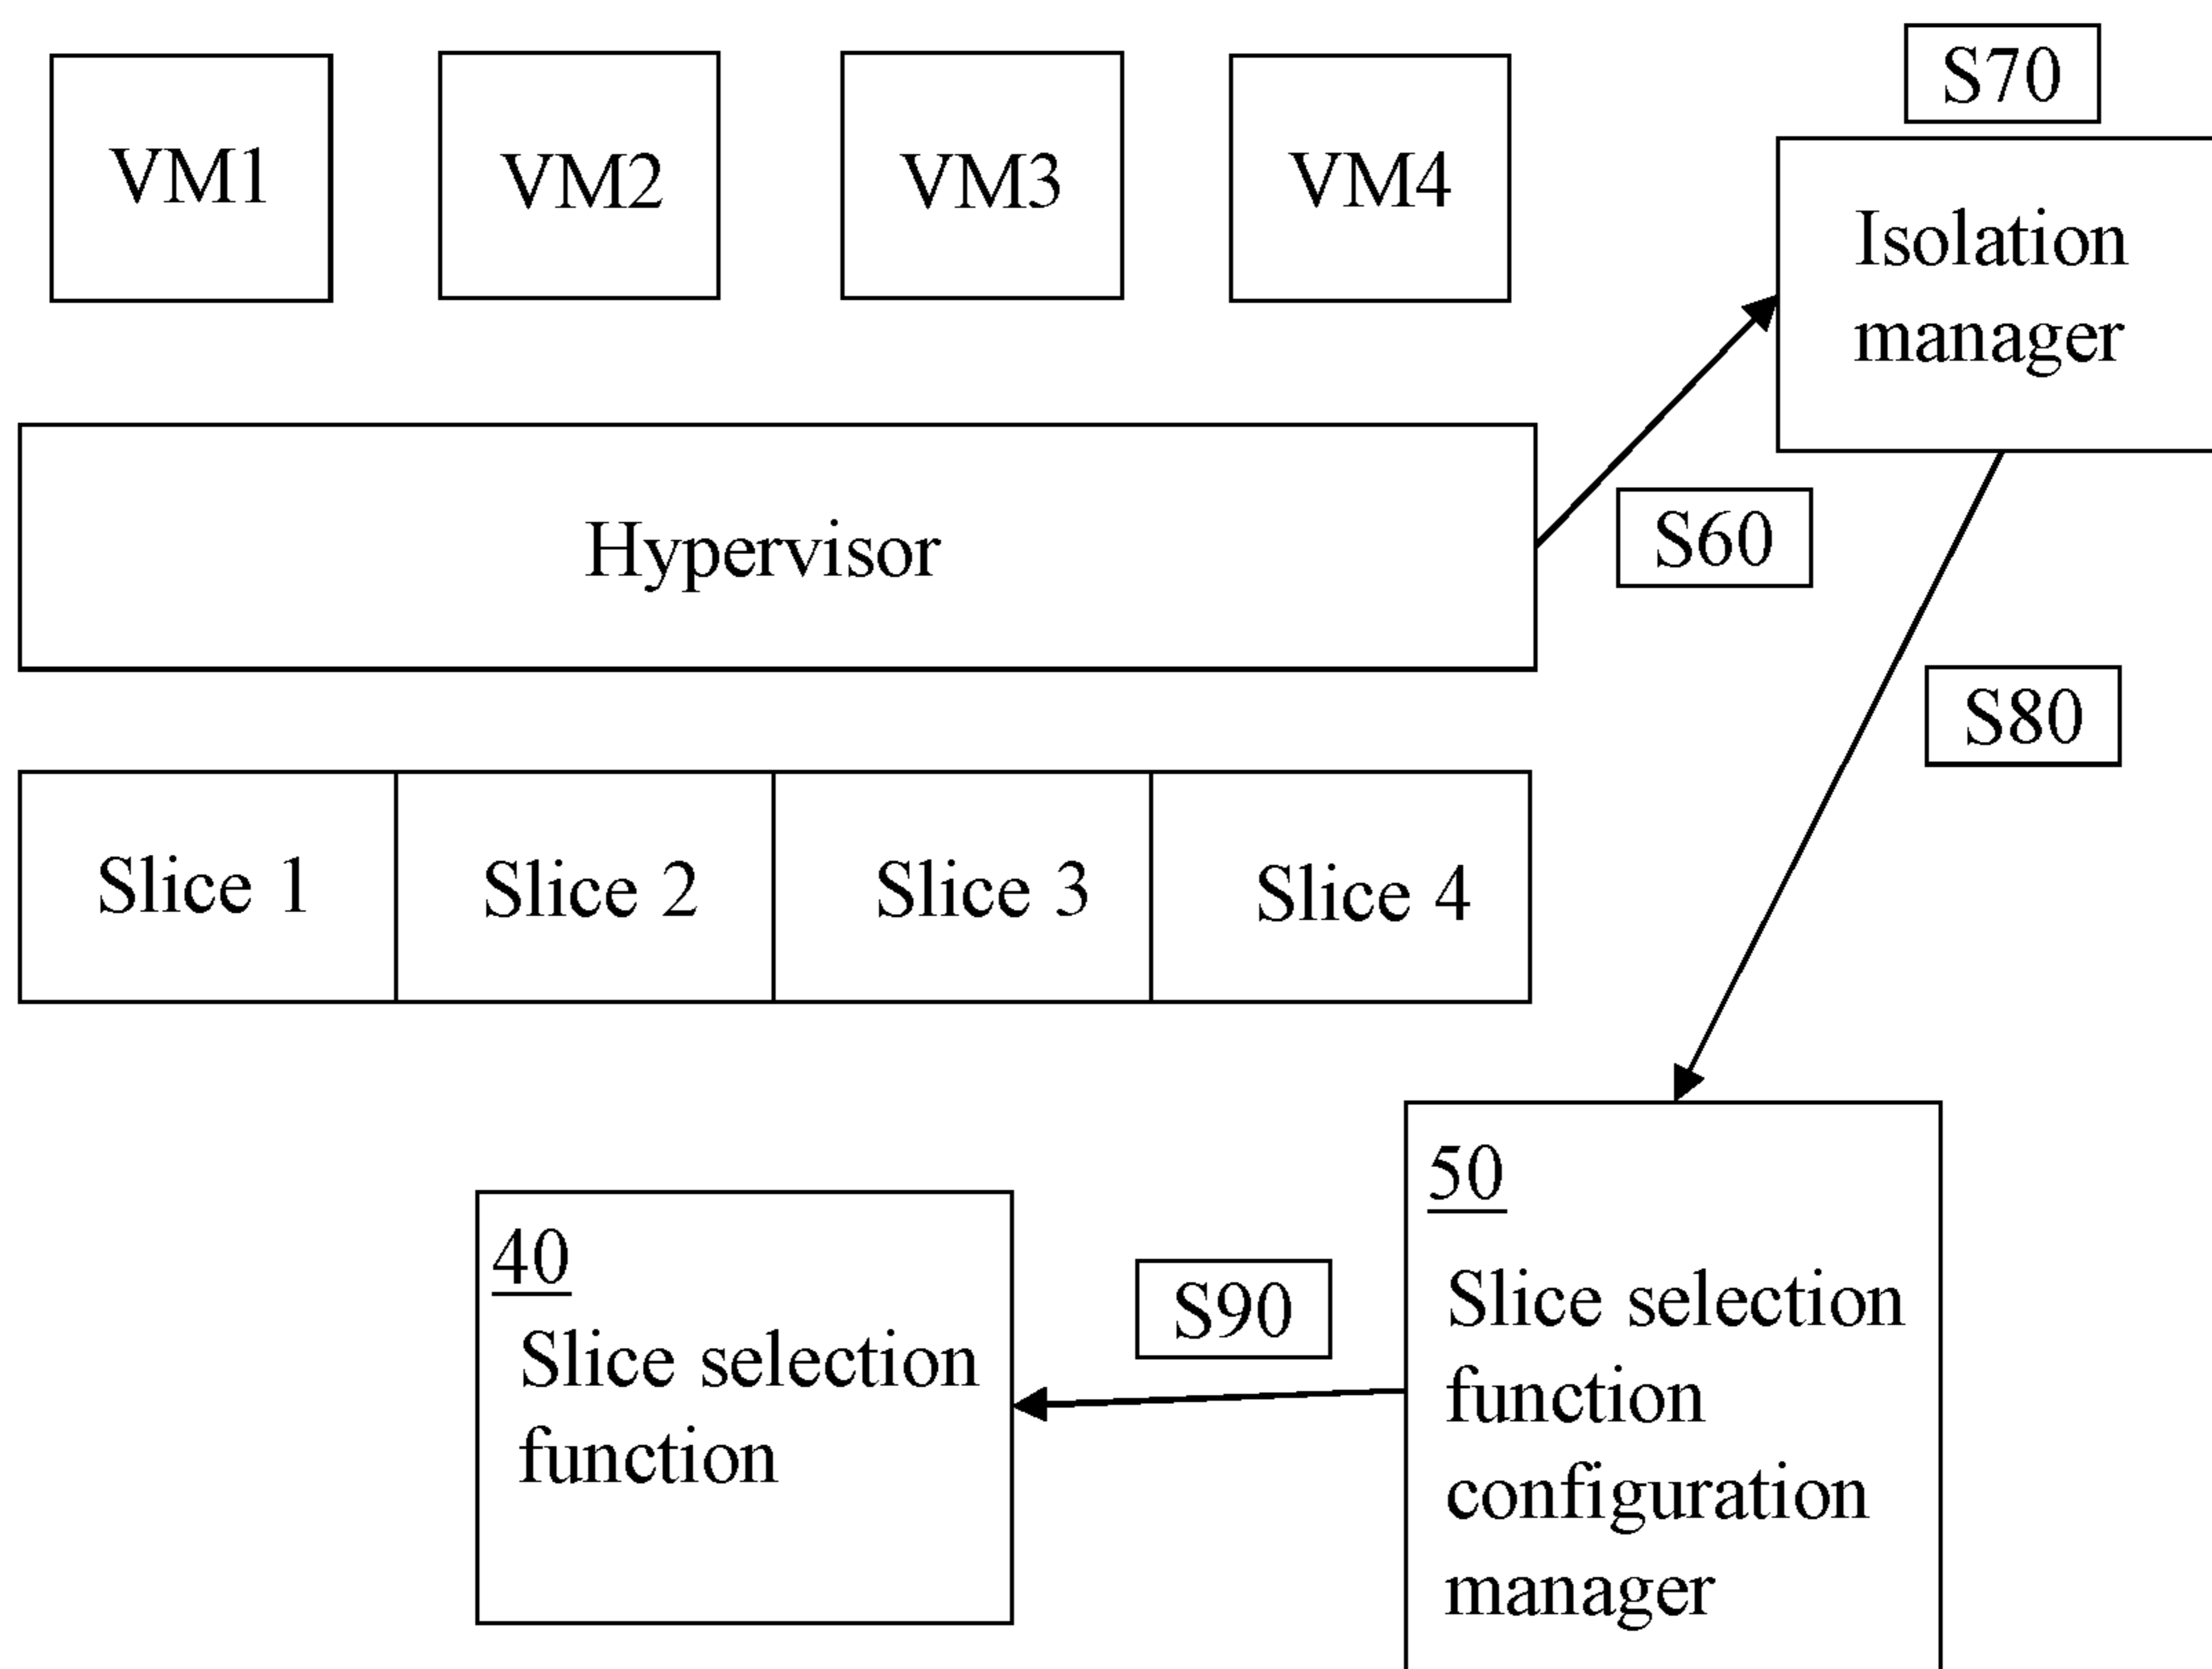 S70
VM1
VM2
VM3
VM4
Isolation
manager
Hypervisor
S60
S80
Slice 1
Slice 2
Slice 3
Slice 4
50
40
Slice selection
function
S90
Slice selection
function
configuration
manager